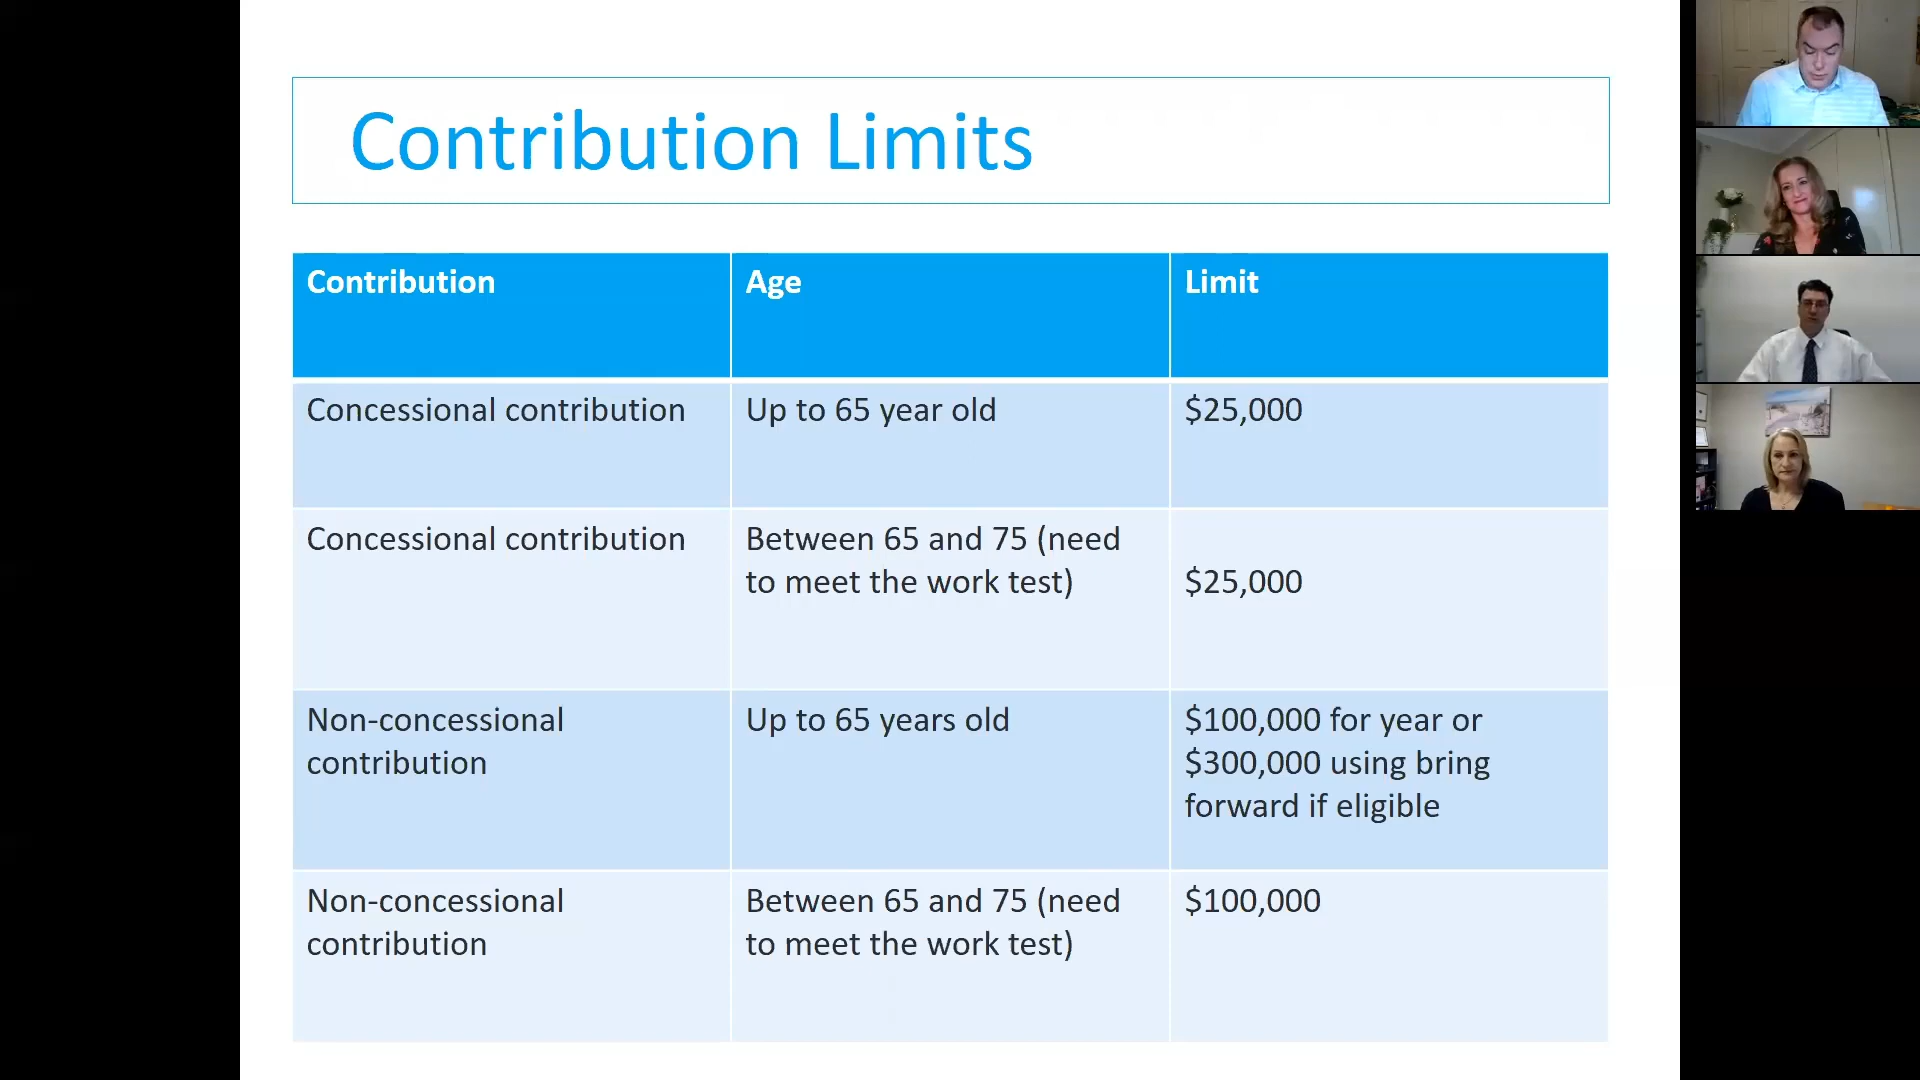 Contribution Limits
Contribution Age Limit
Concessional contribution Up to 65 year old $25,000
Concessional contribution Between 65 and 75 (need
to meet the work test) $25,000
Non-concessional Up to 65 years old $100,000 for year or
contribution $300,000 using bring
forward if eligible
Non-concessional Between 65 and 75 (need $100,000
contribution to meet the work test)